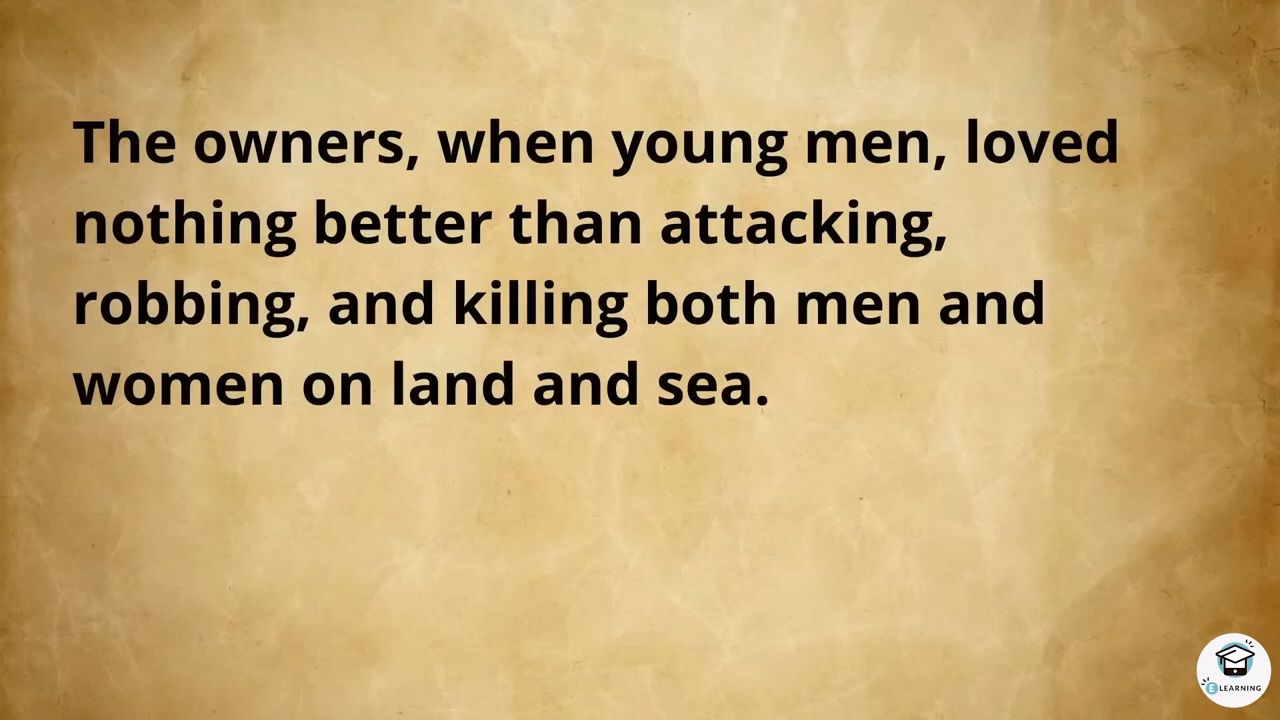 The owners, when young men, loved
nothing better than attacking,
robbing, and killing both men and
women on land and sea.
E LEARNING